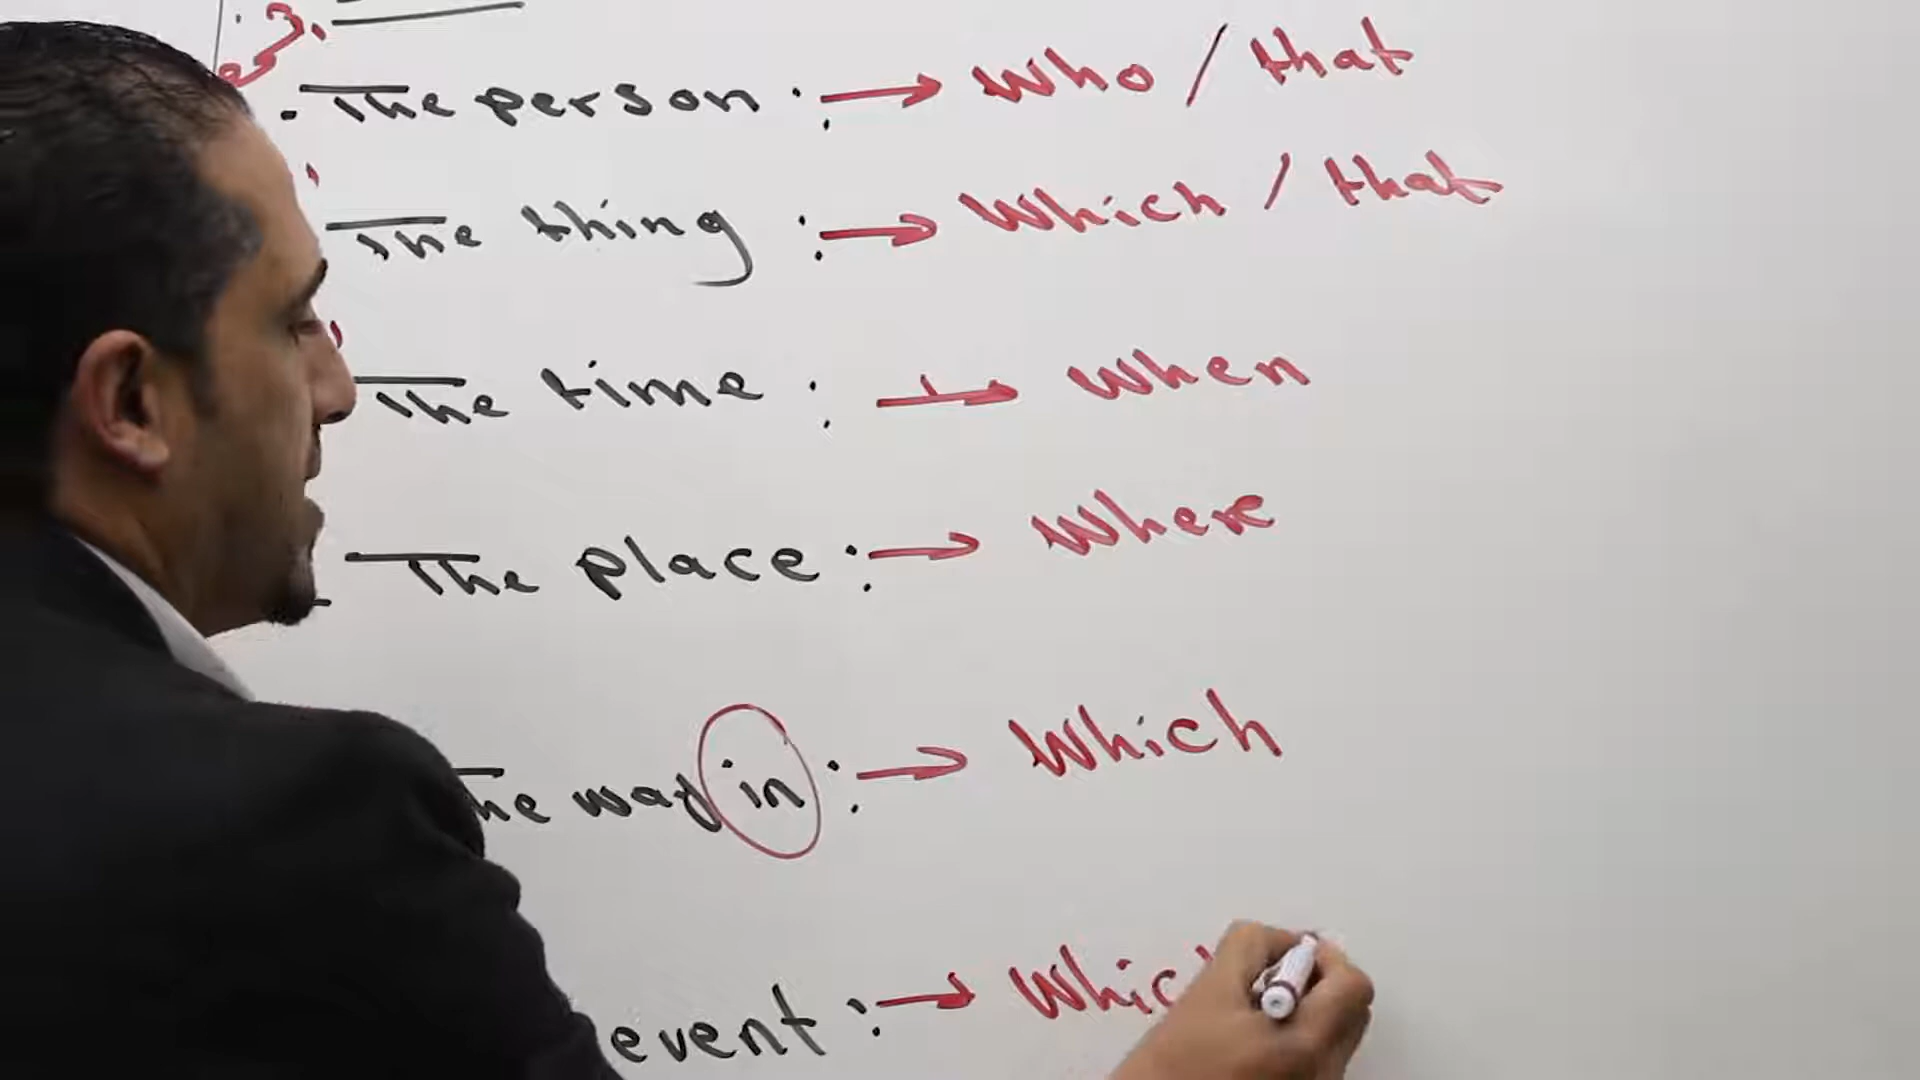 3.
The person : → Who / that
The thing : → Which / that
The time : → When
The place : → Where
The way in : → Which
event : →